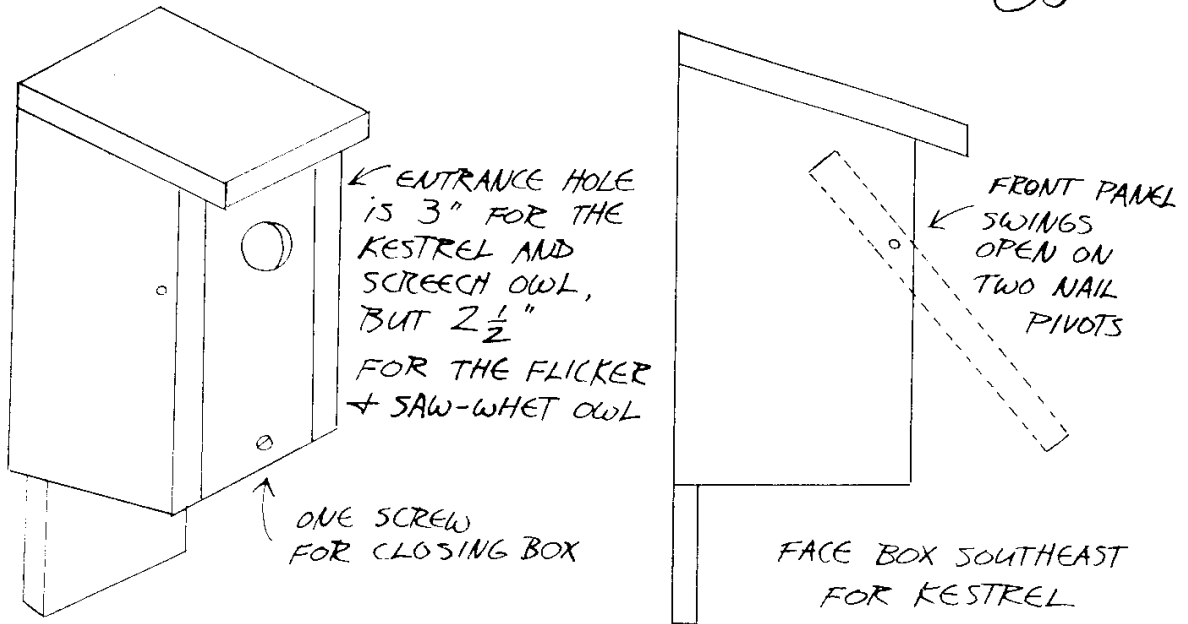 ← ENTRANCE HOLE
IS 3" FOR THE
KESTREL AND
SCREECH OWL,
BUT 2 1/2"
FOR THE FLICKER
+ SAW-WHET OWL
ONE SCREW
FOR CLOSING BOX
FRONT PANEL
SWINGS
OPEN ON
TWO NAIL
PIVOTS
FACE BOX SOUTHEAST
FOR KESTREL